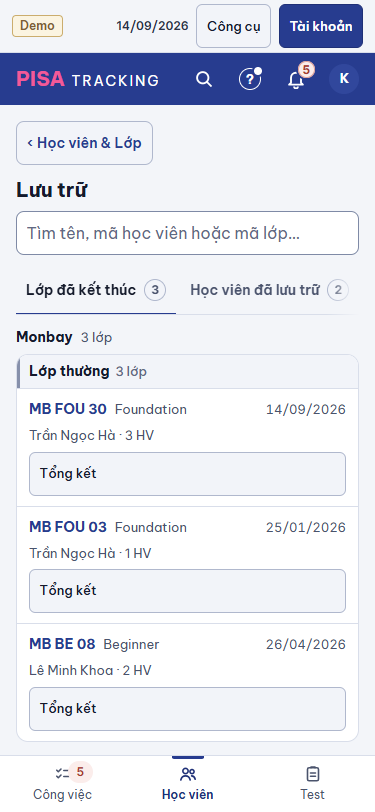 Demo 14/09/2026 Công cụ Tài khoản
PISA TRACKING ? 5 K
‹ Học viên & Lớp
Lưu trữ
Tìm tên, mã học viên hoặc mã lớp...
Lớp đã kết thúc 3 Học viên đã lưu trữ 2
Monbay 3 lớp
Lớp thường 3 lớp
MB FOU 30 Foundation 14/09/2026
Trần Ngọc Hà · 3 HV
Tổng kết
MB FOU 03 Foundation 25/01/2026
Trần Ngọc Hà · 1 HV
Tổng kết
MB BE 08 Beginner 26/04/2026
Lê Minh Khoa · 2 HV
Tổng kết
5
Công việc Học viên Test